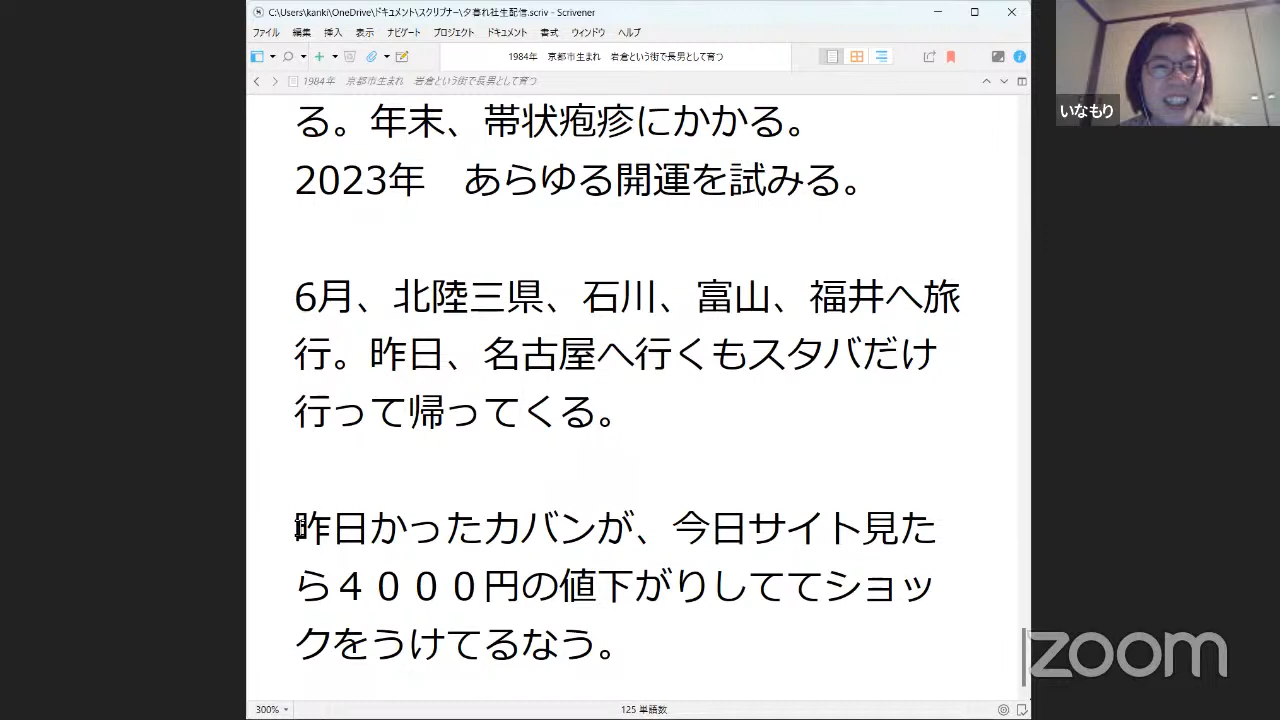 C:\Users\kanki\OneDrive\ドキュメント\スクリプナー\夕暮れ社生配信.scriv - Scrivener
ファイル 編集 挿入 表示 ナビゲート プロジェクト ドキュメント 書式 ウインドウ ヘルプ
1984年　京都市生まれ　岩倉という街で長男として育つ
1984年　京都市生まれ　岩倉という街で長男として育つ
いなもり
る。年末、帯状疱疹にかかる。
2023年　あらゆる開運を試みる。
6月、北陸三県、石川、富山、福井へ旅
行。昨日、名古屋へ行くもスタバだけ
行って帰ってくる。
昨日かったカバンが、今日サイト見た
ら４０００円の値下がりしててショッ
クをうけてるなう。
zoom
300%
125 単語数